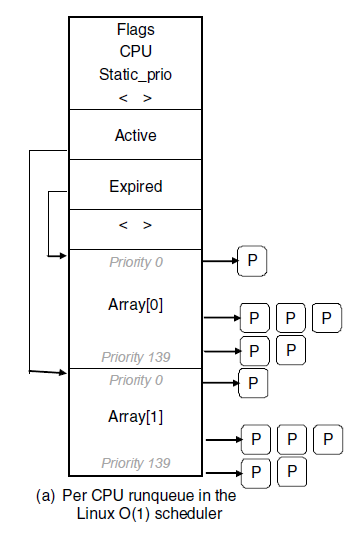 Flags
CPU
Static_prio
< >
Active
Expired
< >
Priority 0
P
Array[0]
P P P
Priority 139
P P
Priority 0
P
Array[1]
P P P
Priority 139
P P
(a) Per CPU runqueue in the
Linux O(1) scheduler